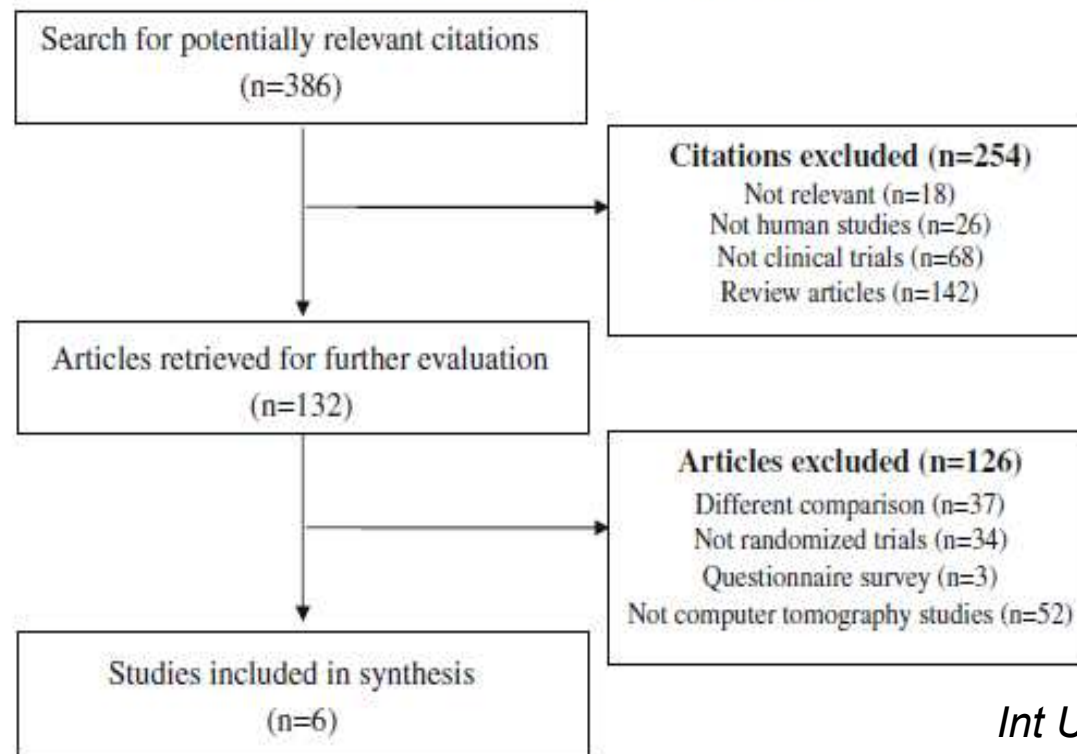 Search for potentially relevant citations
(n=386)
Citations excluded (n=254)
Not relevant (n=18)
Not human studies (n=26)
Not clinical trials (n=68)
Review articles (n=142)
Articles retrieved for further evaluation
(n=132)
Articles excluded (n=126)
Different comparison (n=37)
Not randomized trials (n=34)
Questionnaire survey (n=3)
Not computer tomography studies (n=52)
Studies included in synthesis
(n=6)
Int U